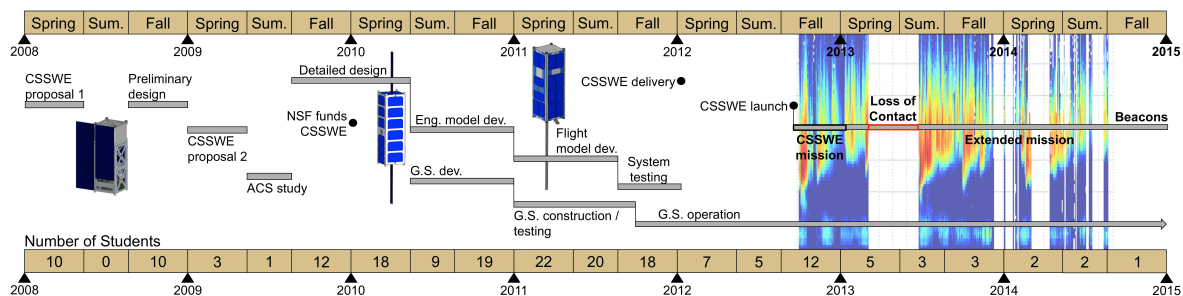 Spring Sum. Fall Spring Sum. Fall Spring Sum. Fall Spring Sum. Fall Spring Sum. Fall Spring Sum. Fall Spring Sum. Fall
2008 2009 2010 2011 2012 2013 2014 2015
CSSWE
proposal 1
Preliminary
design
CSSWE
proposal 2
ACS study
Detailed design
NSF funds
CSSWE
Eng. model dev.
G.S. dev.
Flight
model dev.
System
testing
G.S. construction /
testing
G.S. operation
CSSWE delivery
CSSWE launch
CSSWE
mission
Loss of
Contact
Extended mission
Beacons
Number of Students
10 0 10 3 1 12 18 9 19 22 20 18 7 5 12 5 3 3 2 2 1
2008 2009 2010 2011 2012 2013 2014 2015